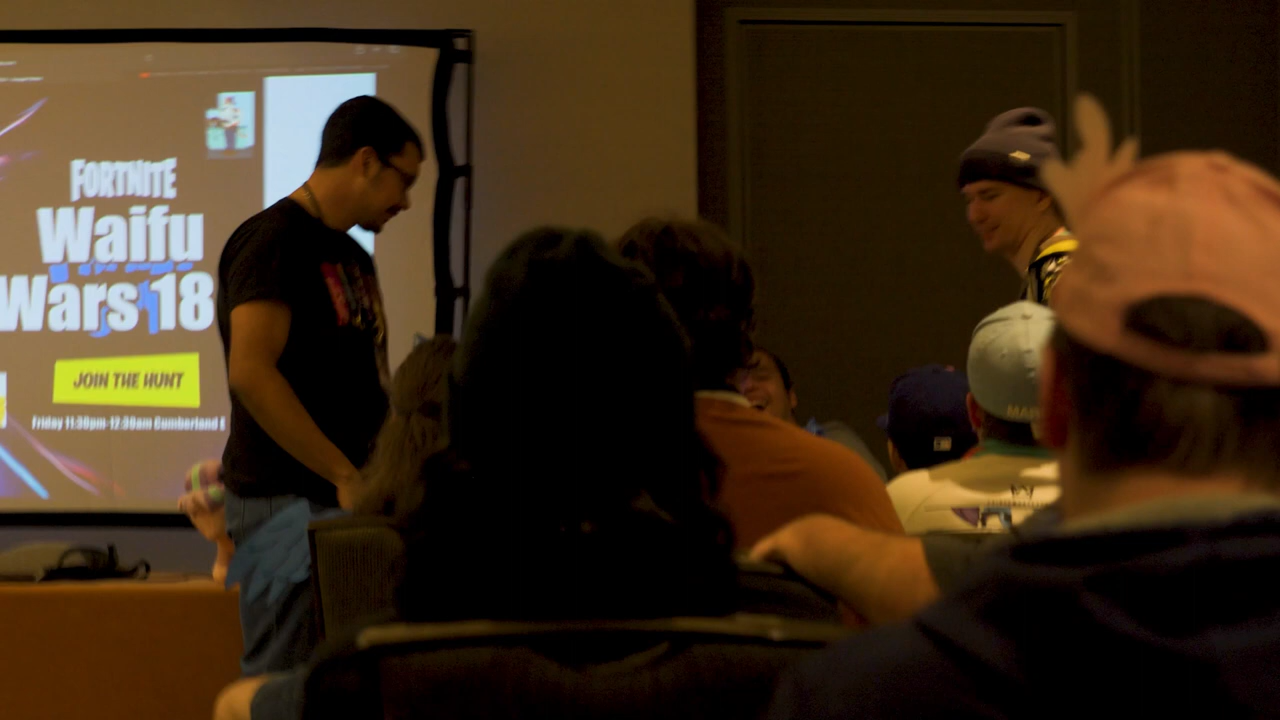 FORTNITE
Waifu
Wars 18
JOIN THE HUNT
Friday 11:30pm-12:30am Cumberland